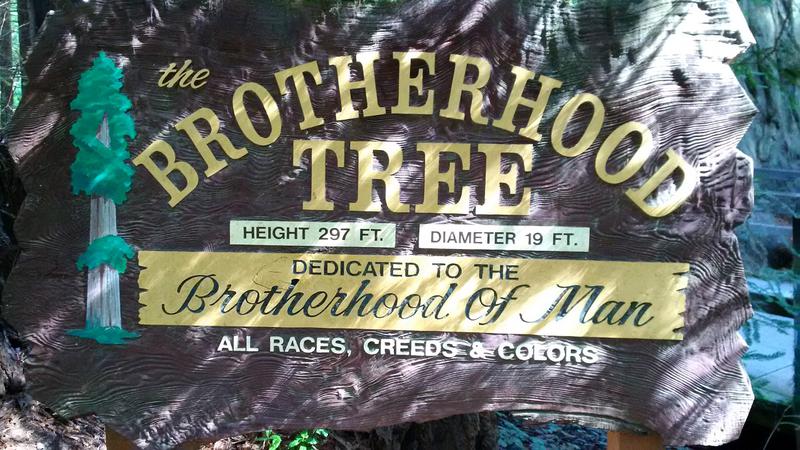 the
BROTHERHOOD
TREE
HEIGHT 297 FT. DIAMETER 19 FT.
DEDICATED TO THE
Brotherhood Of Man
ALL RACES, CREEDS & COLORS